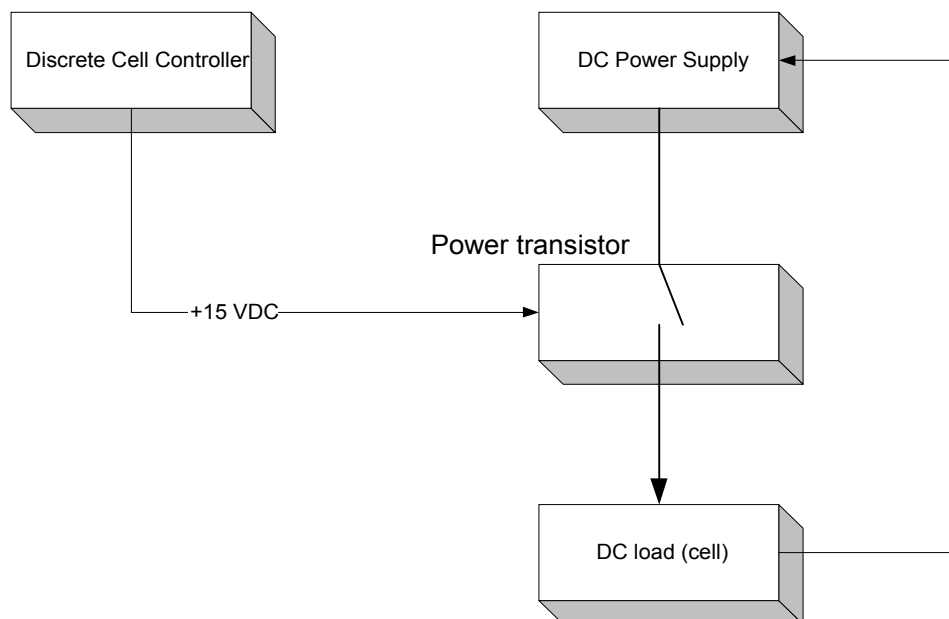 Discrete Cell Controller
DC Power Supply
Power transistor
+15 VDC
DC load (cell)